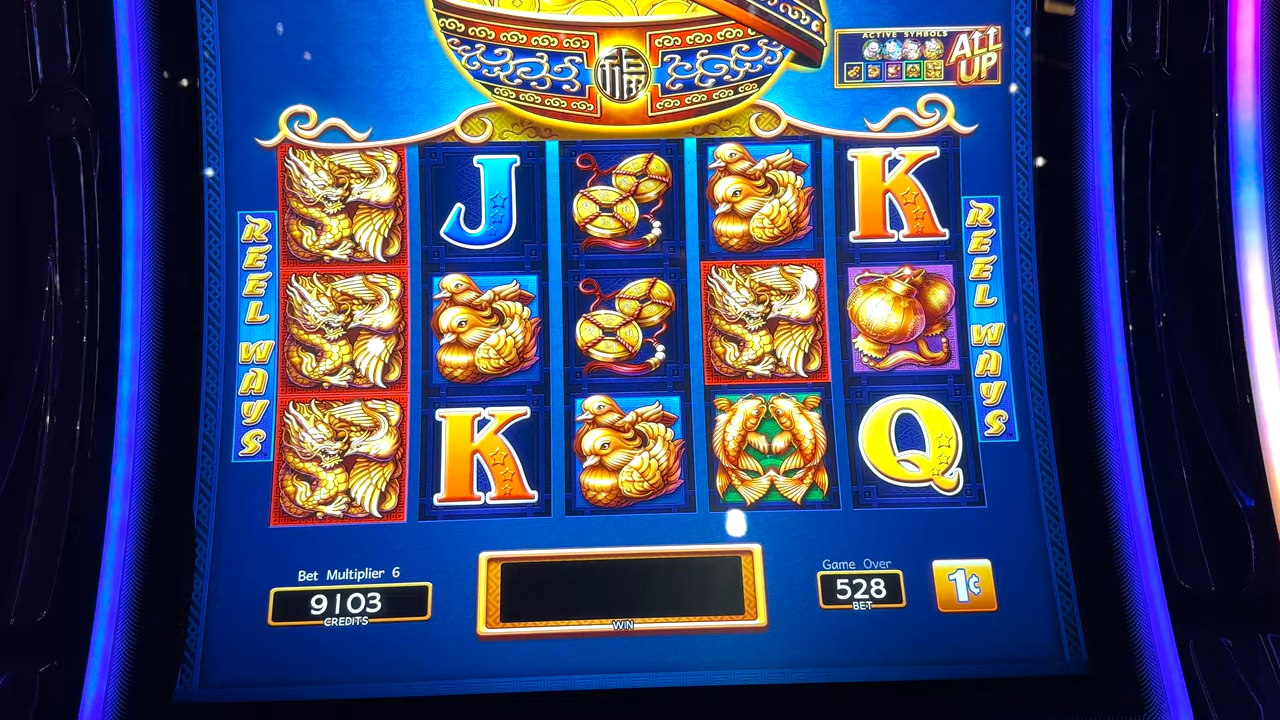 ACTIVE SYMBOLS
ALL
UP
J
K
REEL WAYS
REEL WAYS
K
Q
Bet Multiplier 6
9103
CREDITS
WIN
Game Over
528
BET
1¢